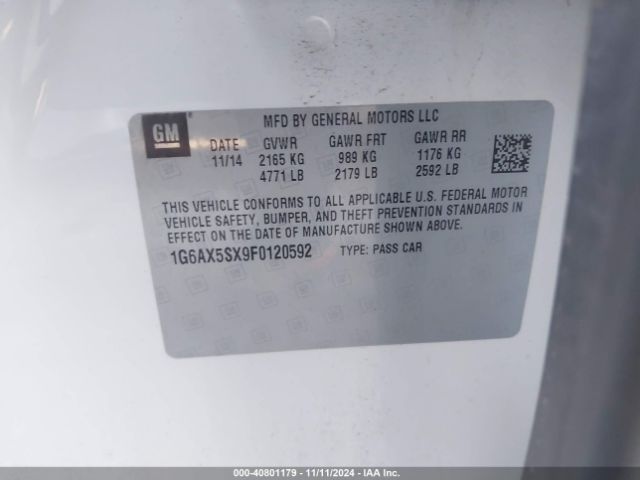 GM
MFD BY GENERAL MOTORS LLC
DATE GVWR GAWR FRT GAWR RR
11/14 2165 KG 989 KG 1176 KG
4771 LB 2179 LB 2592 LB
THIS VEHICLE CONFORMS TO ALL APPLICABLE U.S. FEDERAL MOTOR
VEHICLE SAFETY, BUMPER, AND THEFT PREVENTION STANDARDS IN
EFFECT ON THE DATE OF MANUFACTURE SHOWN ABOVE.
1G6AX5SX9F0120592 TYPE: PASS CAR
000-40801179 - 11/11/2024 - IAA Inc.